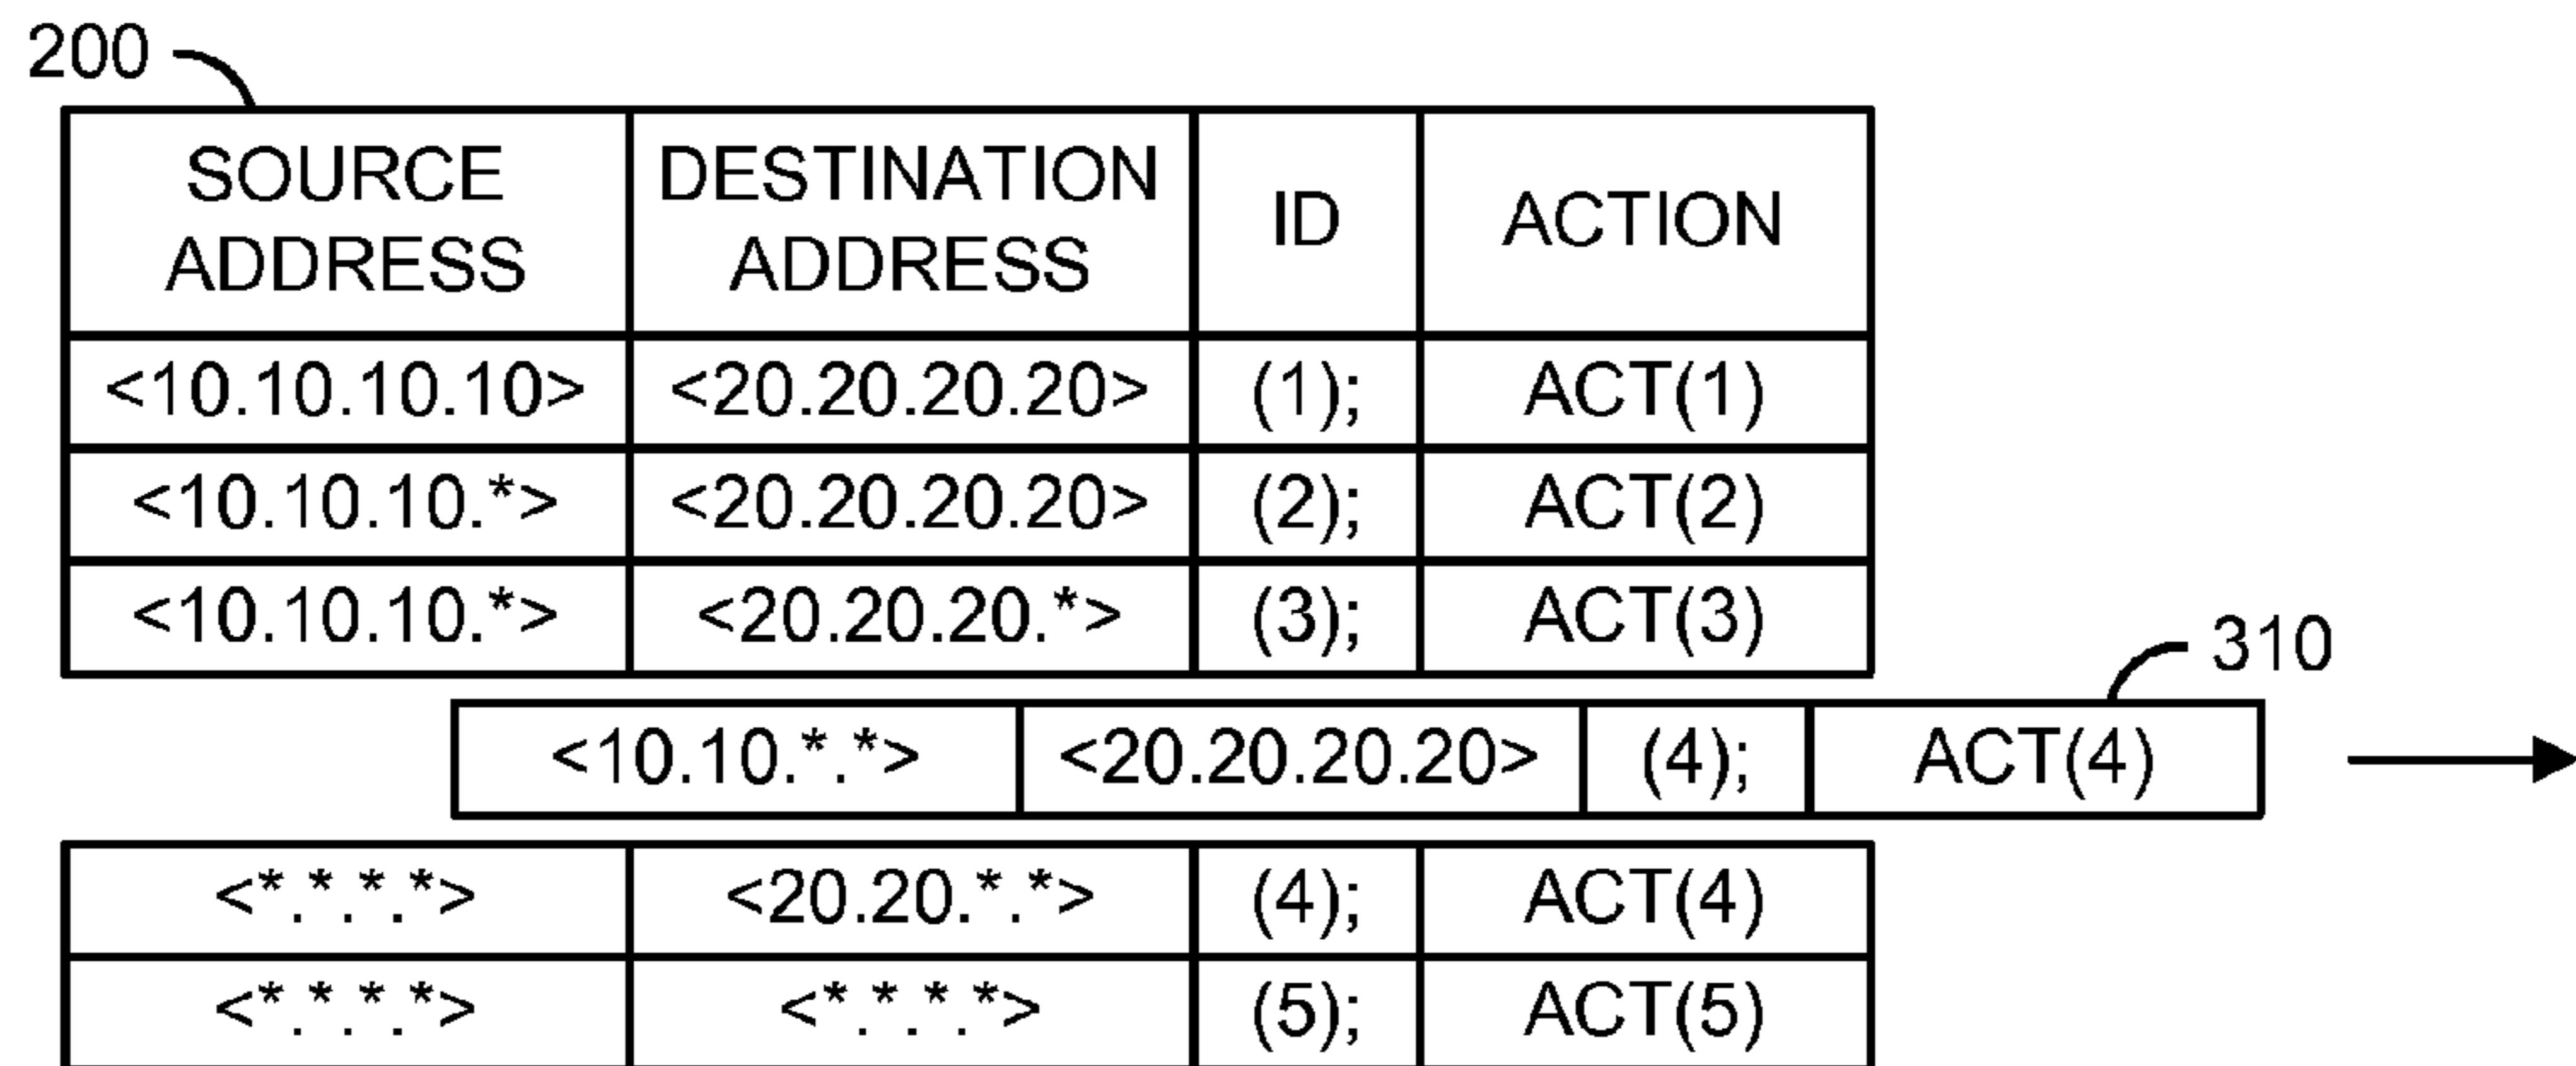 200
SOURCE ADDRESS DESTINATION ADDRESS ID ACTION
<10.10.10.10> <20.20.20.20> (1); ACT(1)
<10.10.10.*> <20.20.20.20> (2); ACT(2)
<10.10.10.*> <20.20.20.*> (3); ACT(3)
310
<10.10.*.*> <20.20.20.20> (4); ACT(4)
<*.*.*.*> <20.20.*.*> (4); ACT(4)
<*.*.*.*> <*.*.*.*> (5); ACT(5)